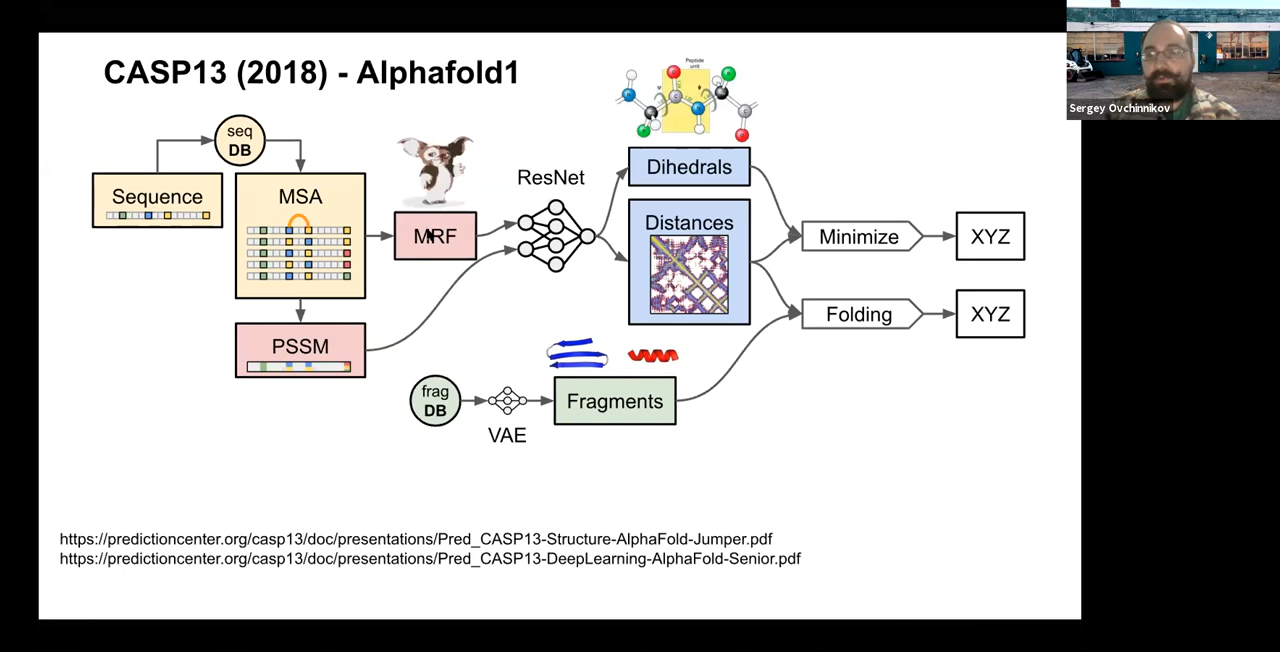 Sergey Ovchinnikov
CASP13 (2018) - Alphafold1
Peptide
unit
seq
DB
Sequence
MSA
ResNet
Dihedrals
Distances
MRF
Minimize
XYZ
Folding
XYZ
PSSM
frag
DB
VAE
Fragments
https://predictioncenter.org/casp13/doc/presentations/Pred_CASP13-Structure-AlphaFold-Jumper.pdf
https://predictioncenter.org/casp13/doc/presentations/Pred_CASP13-DeepLearning-AlphaFold-Senior.pdf